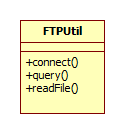 FTPUtil
+connect()
+query()
+readFile()